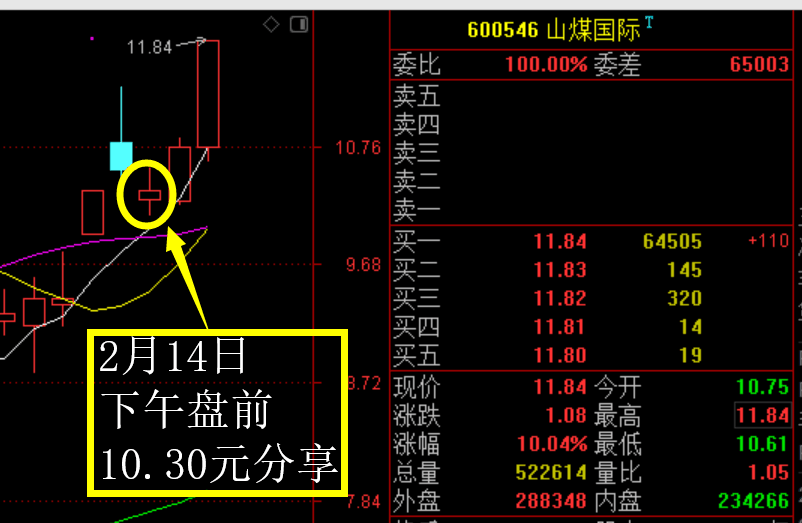 600546 山煤国际 T
11.84
委比 100.00% 委差 65003
卖五
卖四
卖三
卖二
卖一
10.76
买一 11.84 64505 +110
买二 11.83 145
9.68
买三 11.82 320
买四 11.81 14
买五 11.80 19
2月14日
下午盘前
10.30元分享
8.72
现价 11.84 今开 10.75
涨跌 1.08 最高 11.84
涨幅 10.04% 最低 10.61
总量 522614 量比 1.05
7.84
外盘 288348 内盘 234266